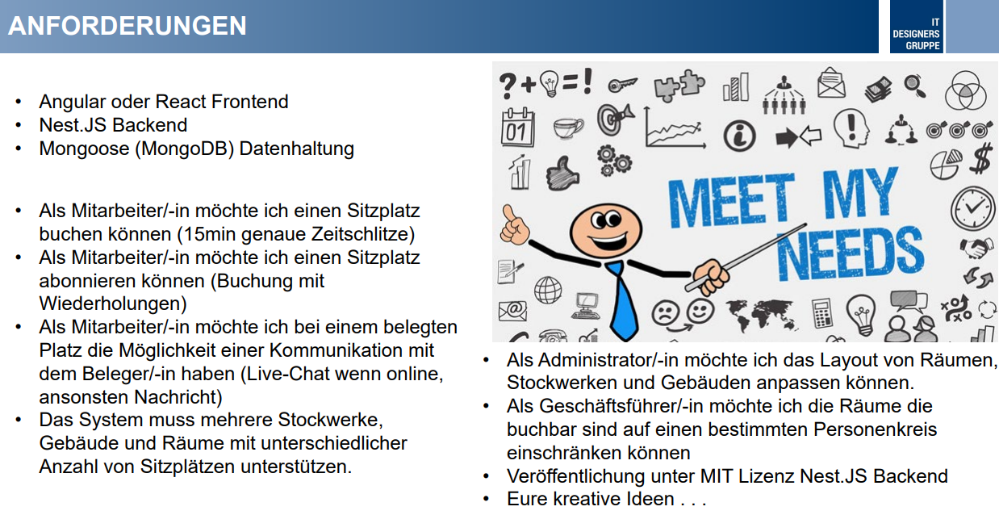 ANFORDERUNGEN
IT
DESIGNERS
GRUPPE
• Angular oder React Frontend
• Nest.JS Backend
• Mongoose (MongoDB) Datenhaltung
• Als Mitarbeiter/-in möchte ich einen Sitzplatz
buchen können (15min genaue Zeitschlitze)
• Als Mitarbeiter/-in möchte ich einen Sitzplatz
abonnieren können (Buchung mit
Wiederholungen)
• Als Mitarbeiter/-in möchte ich bei einem belegten
Platz die Möglichkeit einer Kommunikation mit
dem Beleger/-in haben (Live-Chat wenn online,
ansonsten Nachricht)
• Das System muss mehrere Stockwerke,
Gebäude und Räume mit unterschiedlicher
Anzahl von Sitzplätzen unterstützen.
?+=!
01
MEET MY
NEEDS
• Als Administrator/-in möchte ich das Layout von Räumen,
Stockwerken und Gebäuden anpassen können.
• Als Geschäftsführer/-in möchte ich die Räume die
buchbar sind auf einen bestimmten Personenkreis
einschränken können
• Veröffentlichung unter MIT Lizenz Nest.JS Backend
• Eure kreative Ideen . . .